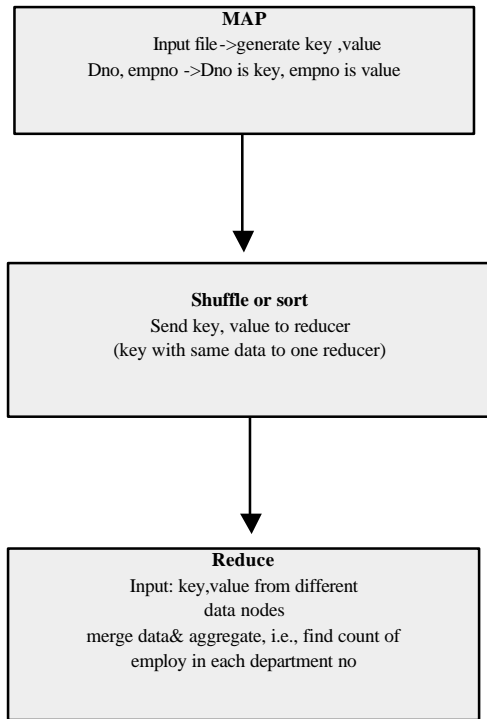 MAP
Input file->generate key ,value
Dno, empno ->Dno is key, empno is value
Shuffle or sort
Send key, value to reducer
(key with same data to one reducer)
Reduce
Input: key,value from different
data nodes
merge data& aggregate, i.e., find count of
employ in each department no